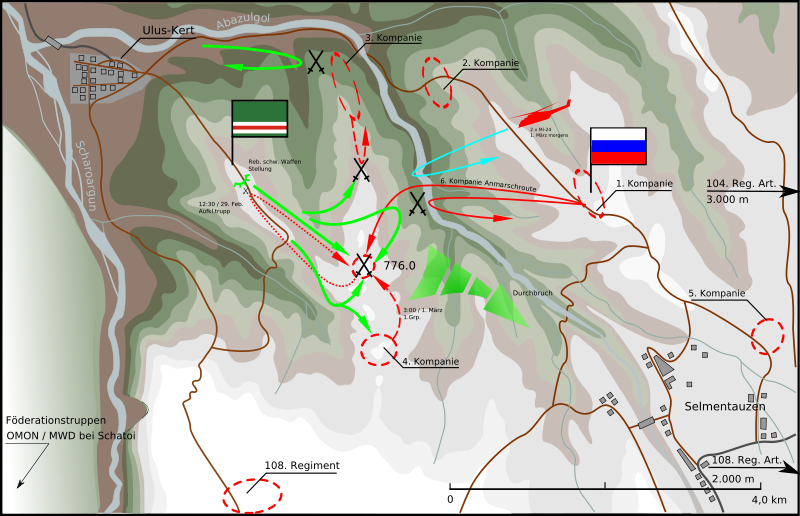 Abazulgol
Ulus-Kert
3. Kompanie
2. Kompanie
2 x Mi-24
1. März morgens
Scharoargun
Reb. schw. Waffen
Stellung
6. Kompanie Anmarschroute
1. Kompanie
104. Reg. Art.
3.000 m
12:30 / 29. Feb.
Aufkl.trupp
776.0
Durchbruch
5. Kompanie
3:00 / 1. März
1.Grp.
4. Kompanie
Selmentauzen
Föderationstruppen
OMON / MWD bei Schatoi
108. Regiment
108. Reg. Art.
2.000 m
0
4,0 km